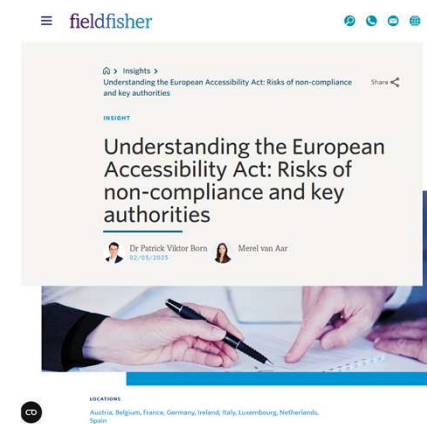 fieldfisher
Insights
Understanding the European Accessibility Act: Risks of non-compliance
and key authorities
Share
INSIGHT
Understanding the European
Accessibility Act: Risks of
non-compliance and key
authorities
Dr Patrick Viktor Born
Merel van Aar
02/05/2025
LOCATIONS
Austria, Belgium, France, Germany, Ireland, Italy, Luxembourg, Netherlands,
Spain